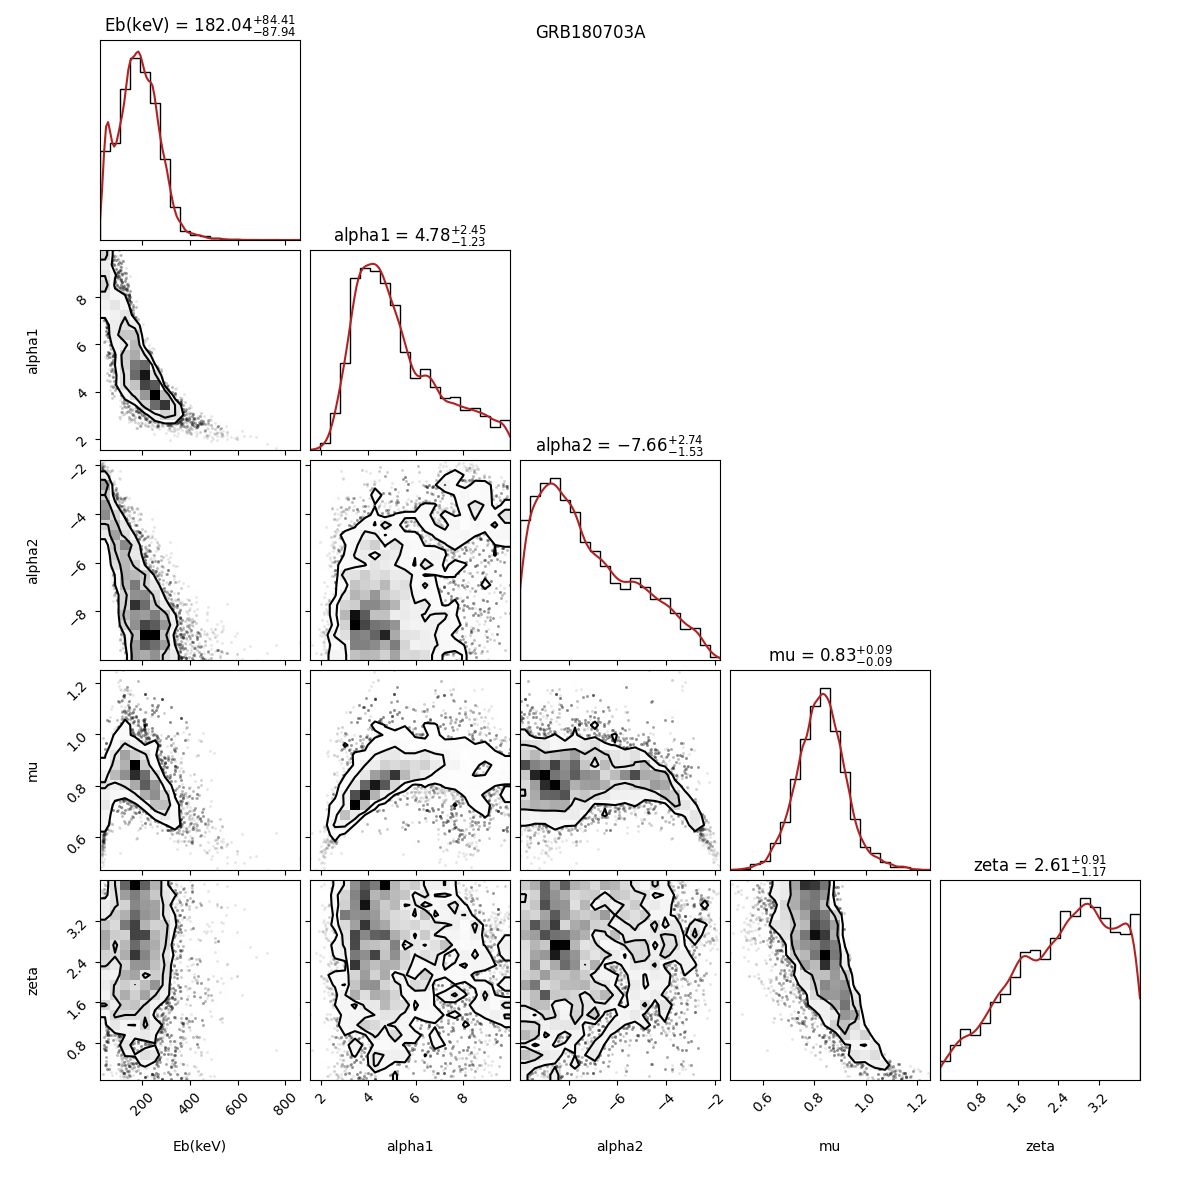 Eb(keV) = 182.04+84.41−87.94
GRB180703A
alpha1 = 4.78+2.45−1.23
8
6
4
2
alpha1
alpha2 = −7.66+2.74−1.53
−2
−4
−6
−8
alpha2
mu = 0.83+0.09−0.09
1.2
1.0
0.8
0.6
mu
zeta = 2.61+0.91−1.17
3.2
2.4
1.6
0.8
zeta
200 400 600 800 2 4 6 8 −8 −6 −4 −2 0.6 0.8 1.0 1.2 0.8 1.6 2.4 3.2
Eb(keV) alpha1 alpha2 mu zeta